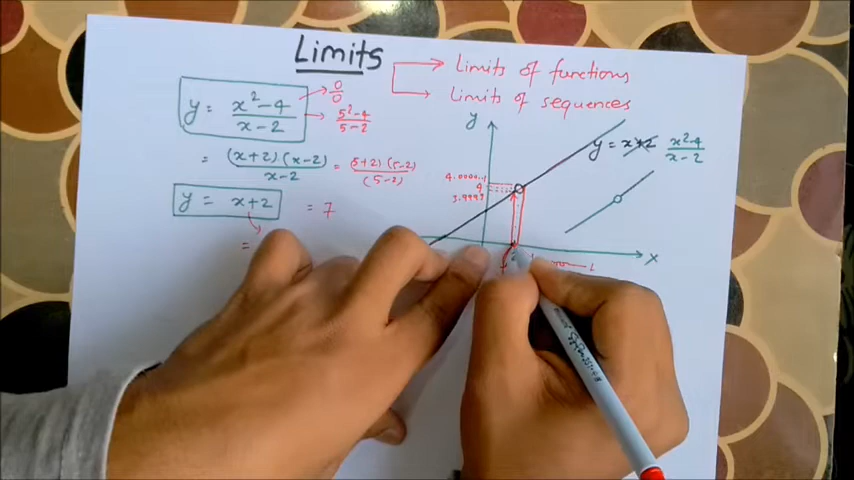 Limits
Limits of functions
Limits of sequences
y = x²-4 / x-2
0/0
5²-4 / 5-2
= (x+2)(x-2) / x-2 = (5+2)(5-2) / (5-2)
y = x+2
= 7
=
y
4
y = x+2 x²-4 / x-2
x